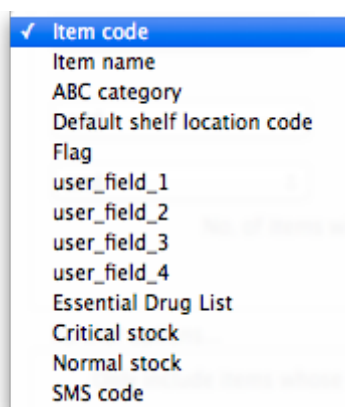 ✓ Item code
Item name
ABC category
Default shelf location code
Flag
user_field_1
user_field_2
user_field_3
user_field_4
Essential Drug List
Critical stock
Normal stock
SMS code